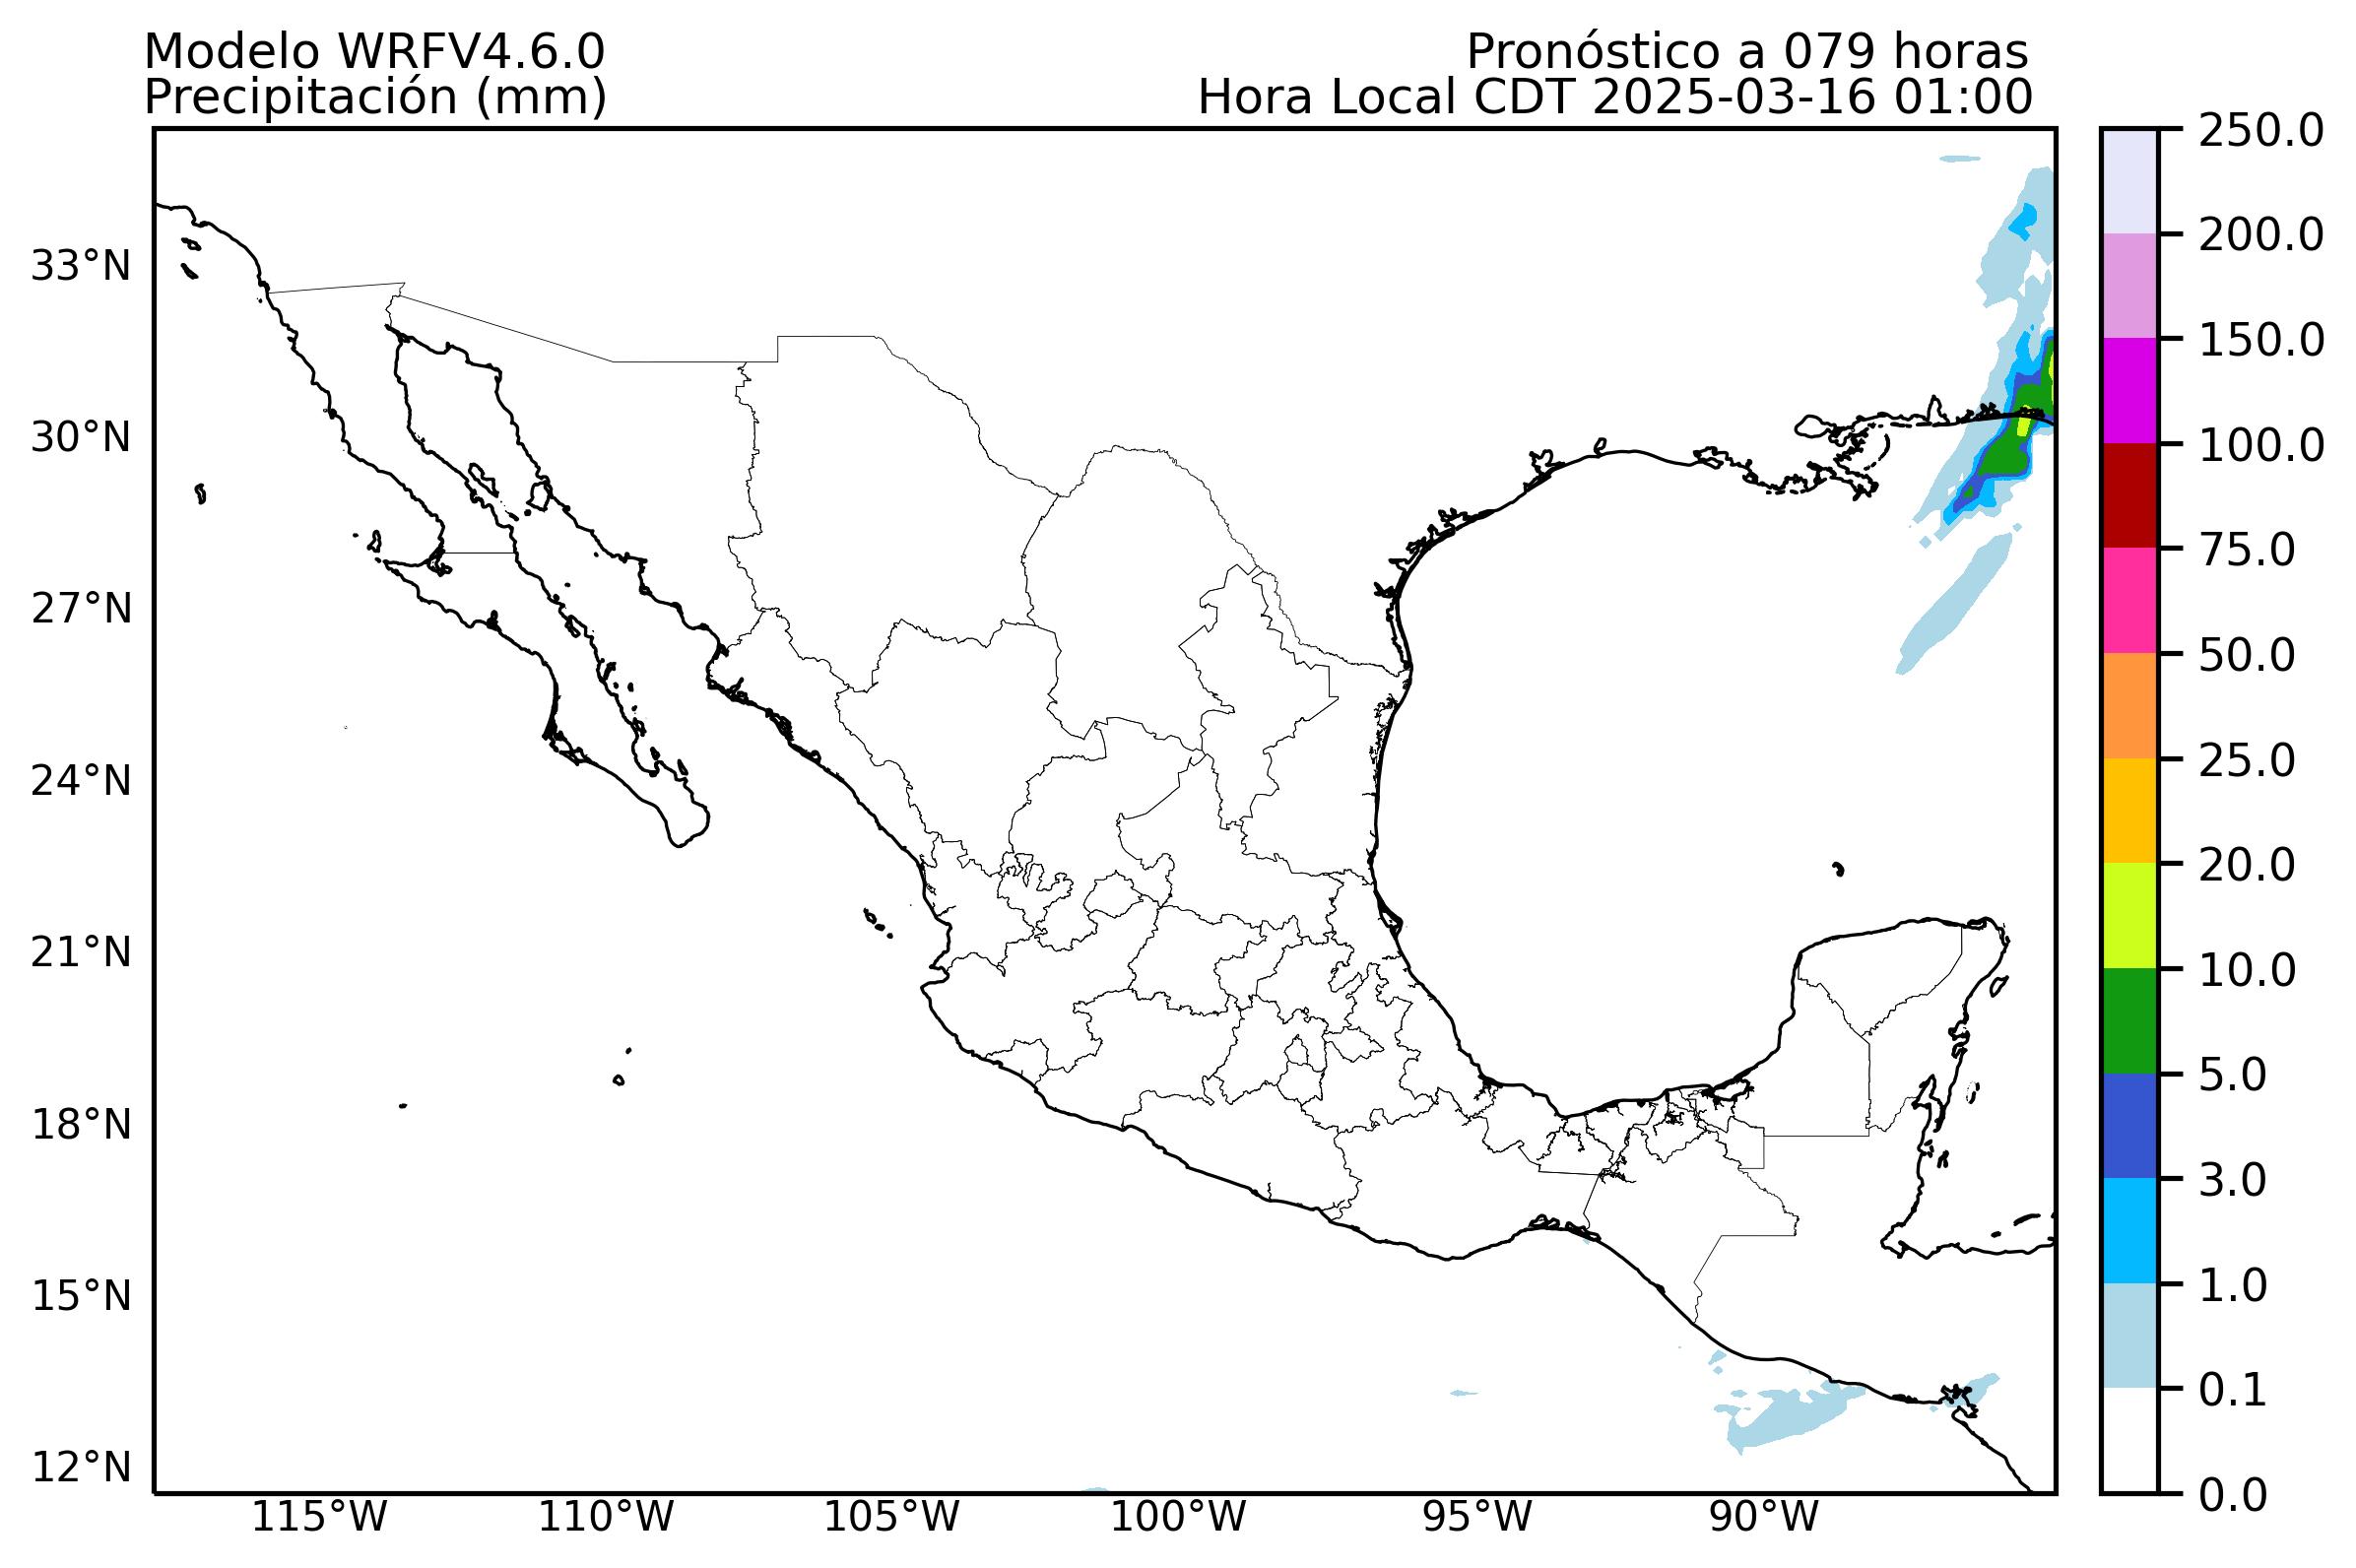 Modelo WRFV4.6.0
Precipitación (mm)
Pronóstico a 079 horas
Hora Local CDT 2025-03-16 01:00
33°N
30°N
27°N
24°N
21°N
18°N
15°N
12°N
115°W
110°W
105°W
100°W
95°W
90°W
250.0
200.0
150.0
100.0
75.0
50.0
25.0
20.0
10.0
5.0
3.0
1.0
0.1
0.0